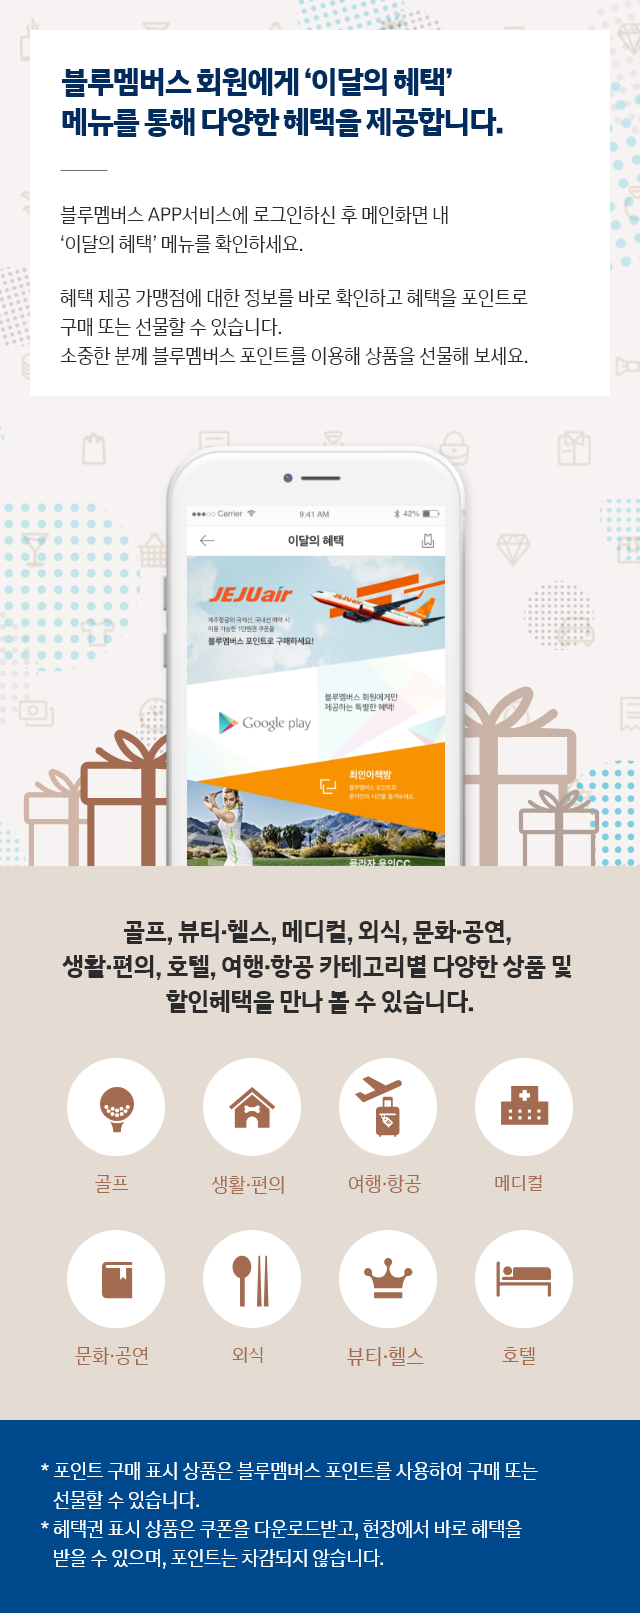 블루멤버스 회원에게 ‘이달의 혜택’
메뉴를 통해 다양한 혜택을 제공합니다.
블루멤버스 APP서비스에 로그인하신 후 메인화면 내
‘이달의 혜택’ 메뉴를 확인하세요.
혜택 제공 가맹점에 대한 정보를 바로 확인하고 혜택을 포인트로
구매 또는 선물할 수 있습니다.
소중한 분께 블루멤버스 포인트를 이용해 상품을 선물해 보세요.
Carrier 9:41 AM 42%
이달의 혜택
JEJUair
제주항공의 국제선, 국내선 예약 시
이용 가능한 1만원권 쿠폰을
블루멤버스 포인트로 구매하세요!
블루멤버스 회원에게만
제공하는 특별한 혜택!
Google play
최인아책방
블루멤버스 포인트로
혼자만의 시간을 즐겨보세요.
플라자 용인CC
골프, 뷰티·헬스, 메디컬, 외식, 문화·공연,
생활·편의, 호텔, 여행·항공 카테고리별 다양한 상품 및
할인혜택을 만나 볼 수 있습니다.
골프 생활·편의 여행·항공 메디컬
문화·공연 외식 뷰티·헬스 호텔
* 포인트 구매 표시 상품은 블루멤버스 포인트를 사용하여 구매 또는
선물할 수 있습니다.
* 혜택권 표시 상품은 쿠폰을 다운로드받고, 현장에서 바로 혜택을
받을 수 있으며, 포인트는 차감되지 않습니다.